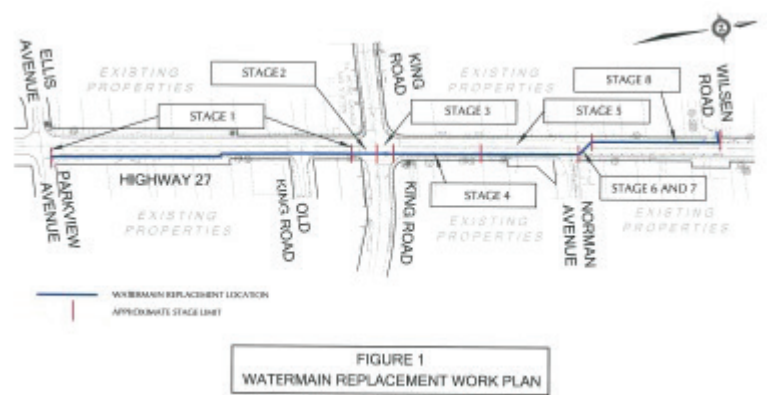 ELLIS
AVENUE
EXISTING
PROPERTIES
STAGE 1
STAGE2
KING
ROAD
STAGE 3
EXISTING
PROPERTIES
STAGE 5
STAGE 8
WILSEN
ROAD
PARKVIEW
AVENUE
HIGHWAY 27
EXISTING
PROPERTIES
OLD
KING ROAD
KING ROAD
STAGE 4
EXISTING
PROPERTIES
NORMAN
AVENUE
STAGE 6 AND 7
EXISTING
PROPERTIES
WATERMAIN REPLACEMENT LOCATION
APPROXIMATE STAGE LIMIT
FIGURE 1
WATERMAIN REPLACEMENT WORK PLAN